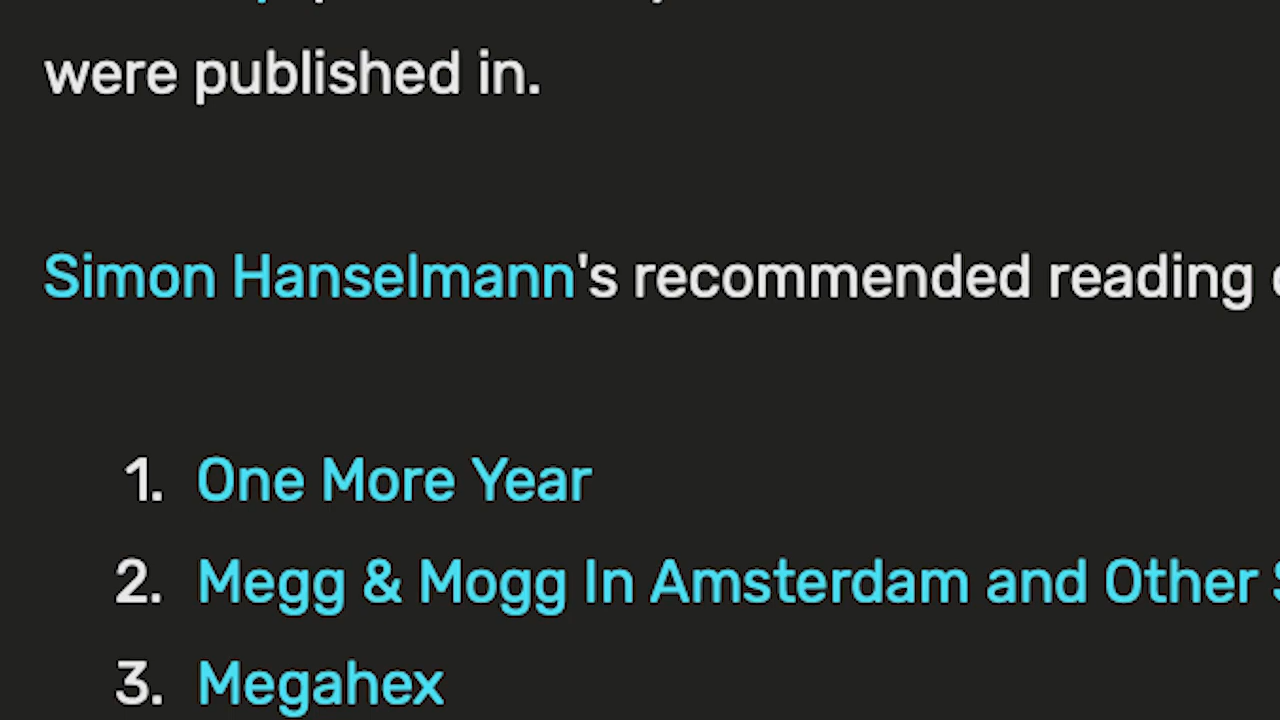 were published in.
Simon Hanselmann's recommended reading
1. One More Year
2. Megg & Mogg In Amsterdam and Other
3. Megahex